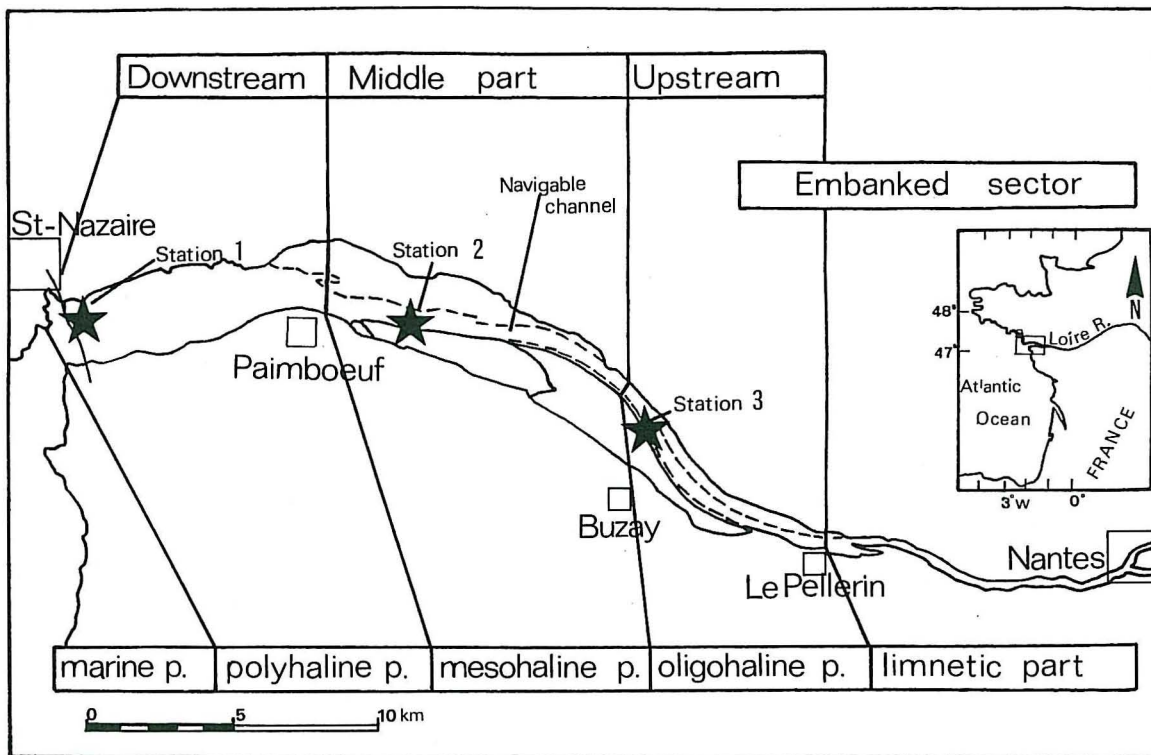 Downstream
Middle part
Upstream
Embanked sector
Navigable
channel
St-Nazaire
Station 1
Station 2
Paimboeuf
Station 3
Buzay
Le Pellerin
Nantes
48°
47°
Loire R.
N
Atlantic
Ocean
FRANCE
3°W
0°
marine p.
polyhaline p.
mesohaline p.
oligohaline p.
limnetic part
0
5
10 km